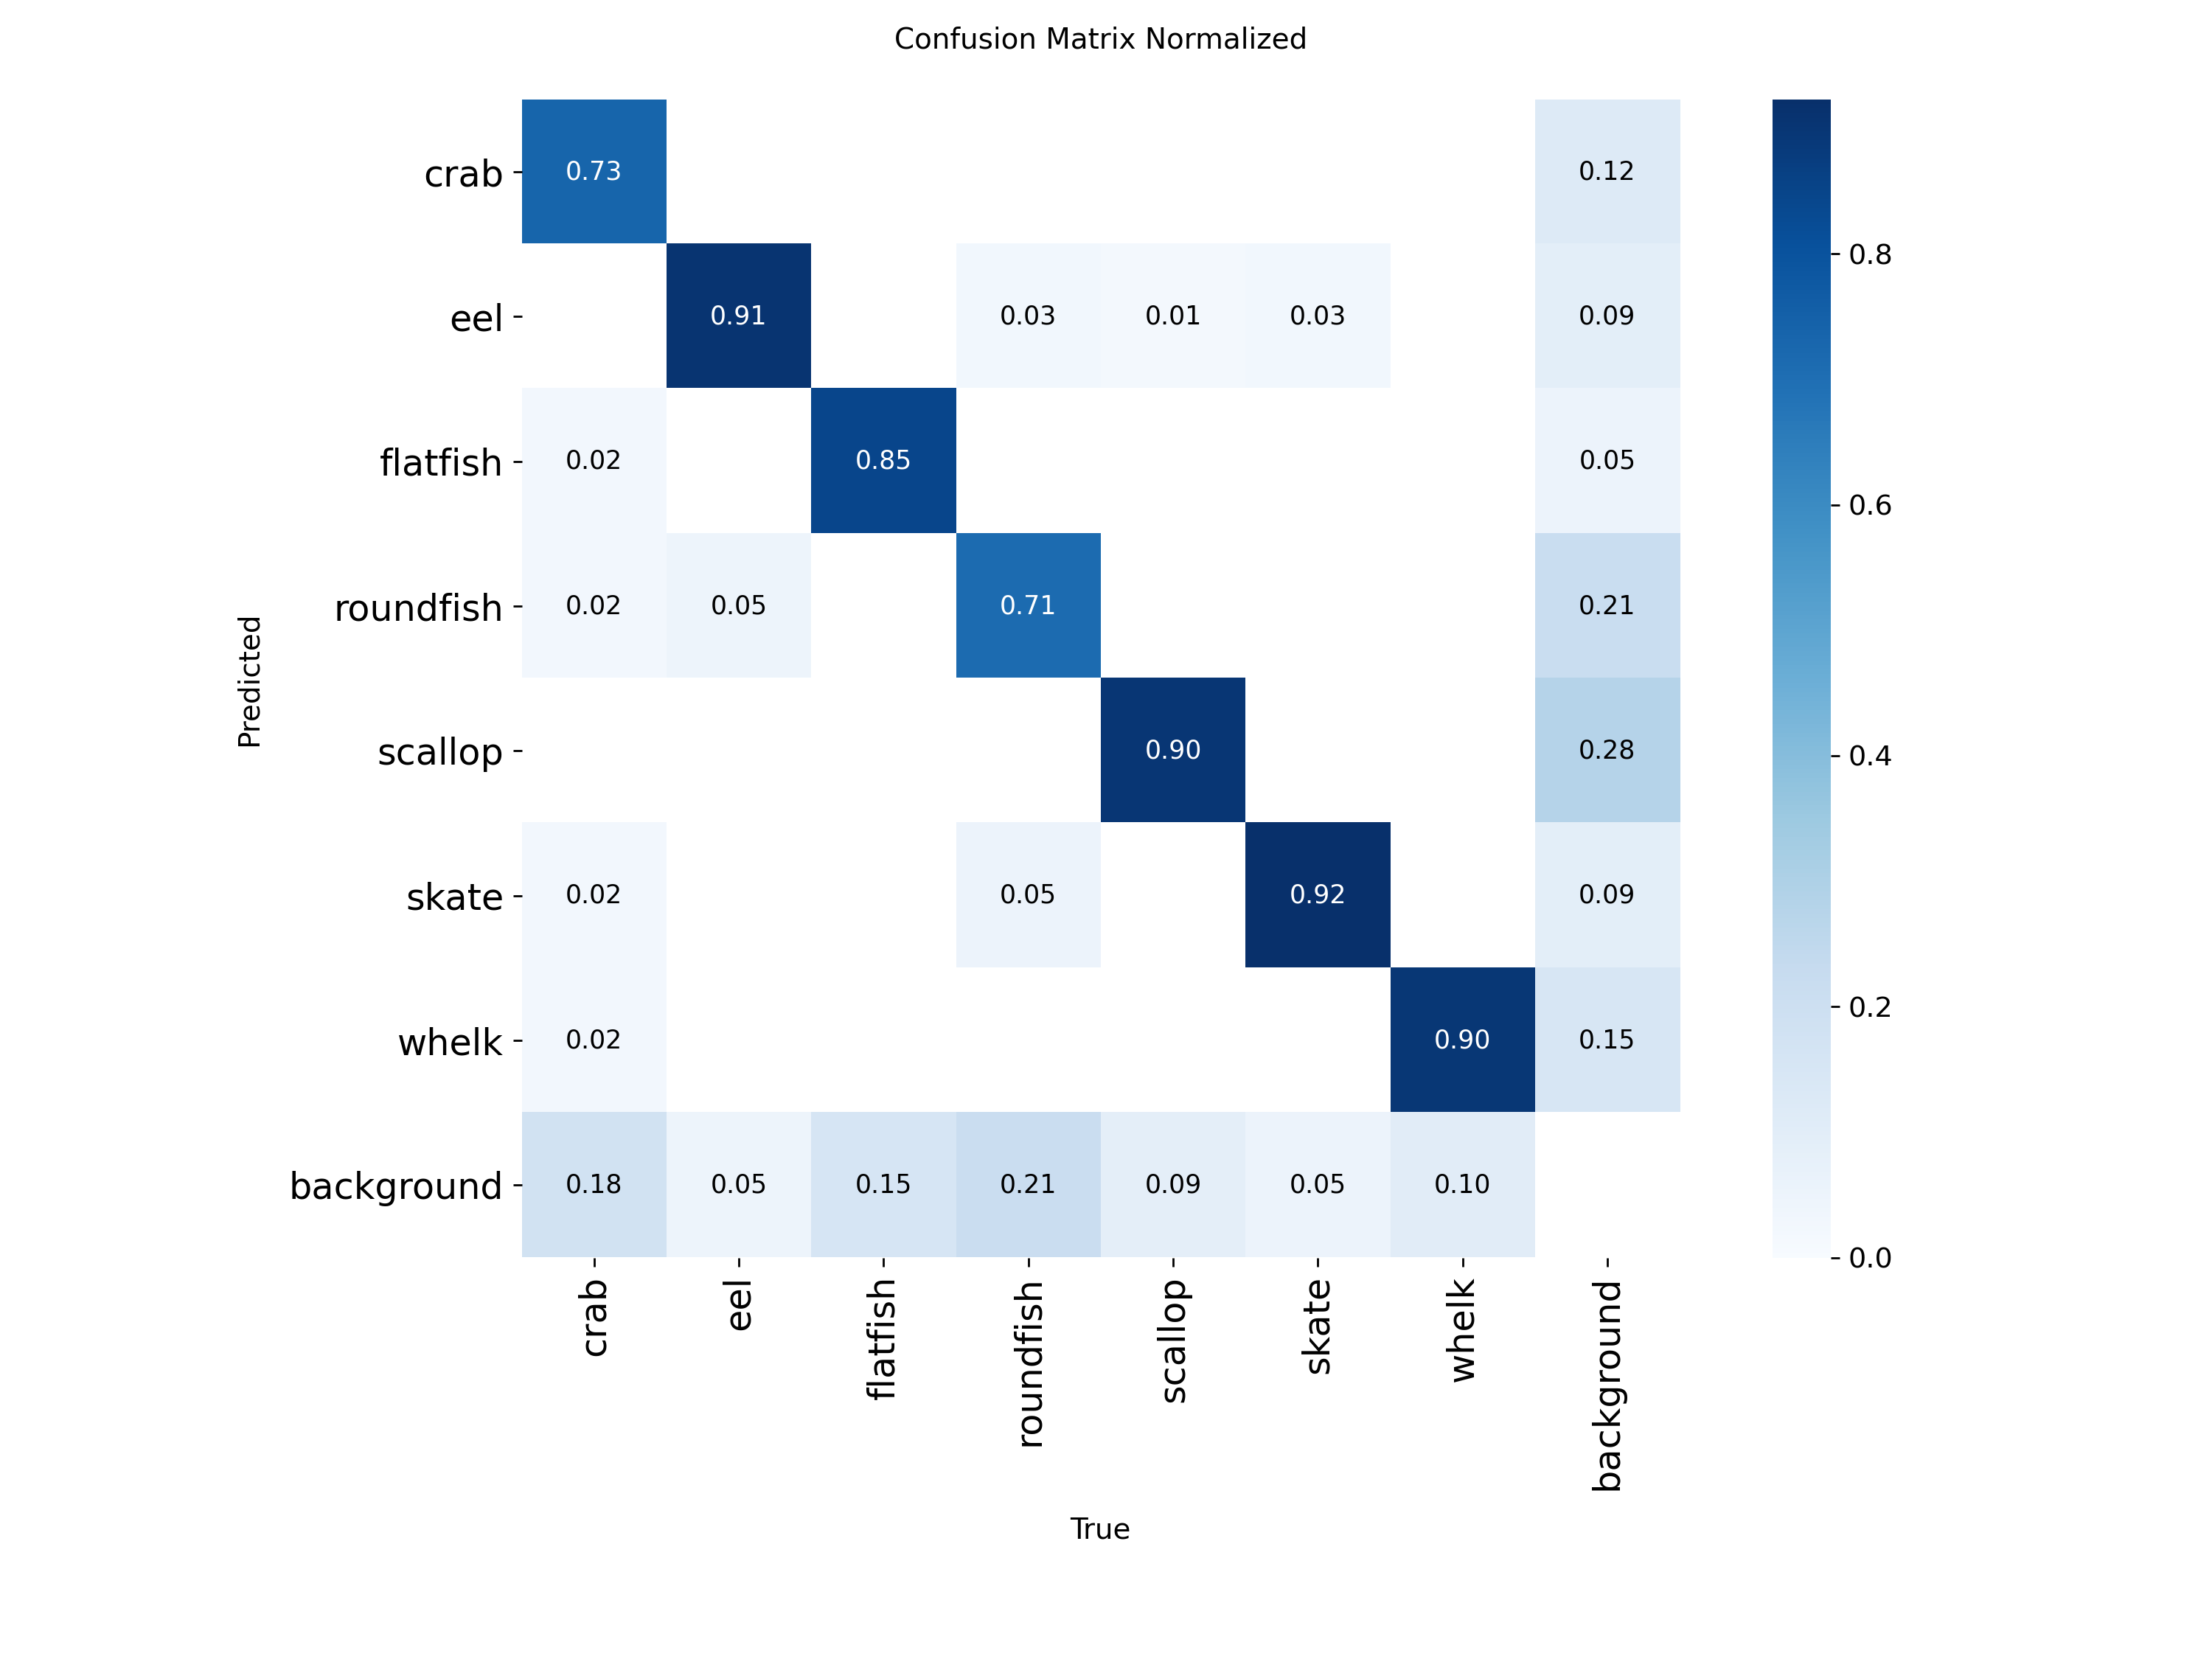 Confusion Matrix Normalized
crab 0.73 0.12
eel 0.91 0.03 0.01 0.03 0.09
flatfish 0.02 0.85 0.05
roundfish 0.02 0.05 0.71 0.21
scallop 0.90 0.28
skate 0.02 0.05 0.92 0.09
whelk 0.02 0.90 0.15
background 0.18 0.05 0.15 0.21 0.09 0.05 0.10
Predicted
crab eel flatfish roundfish scallop skate whelk background
True
0.8
0.6
0.4
0.2
0.0